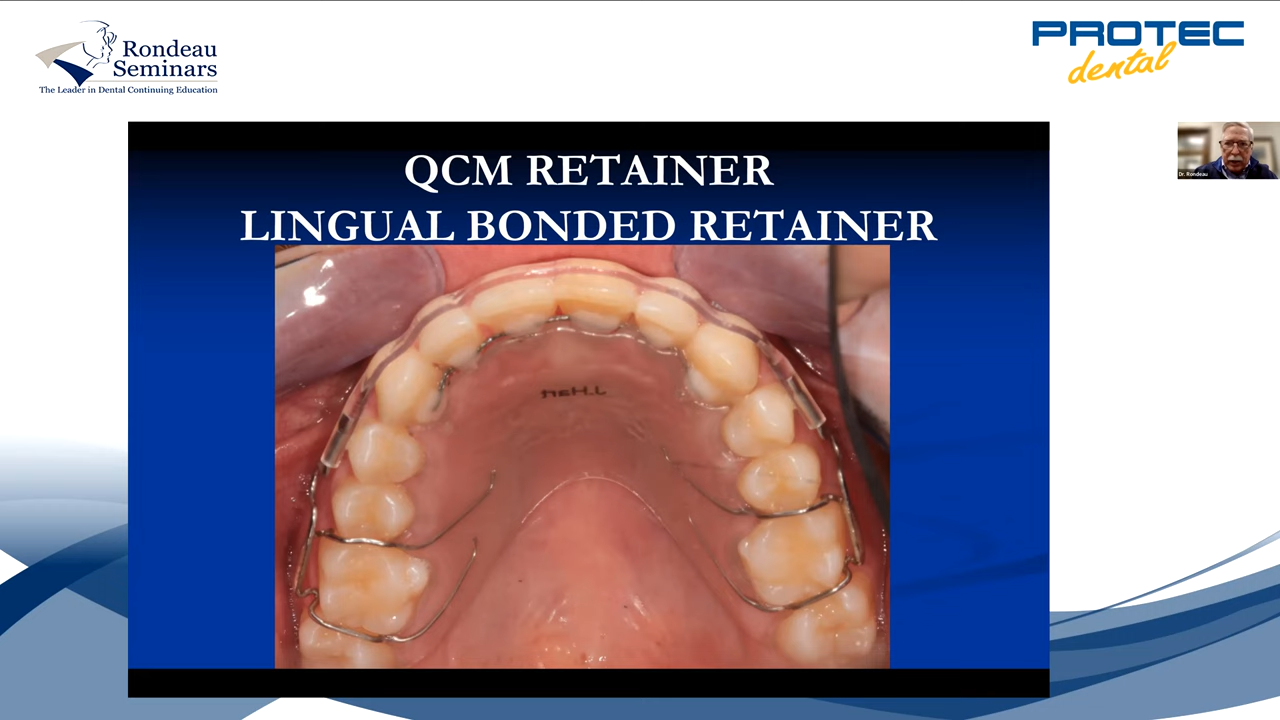 Rondeau
Seminars
The Leader in Dental Continuing Education
PROTEC
dental
Dr. Rondeau
QCM RETAINER
LINGUAL BONDED RETAINER